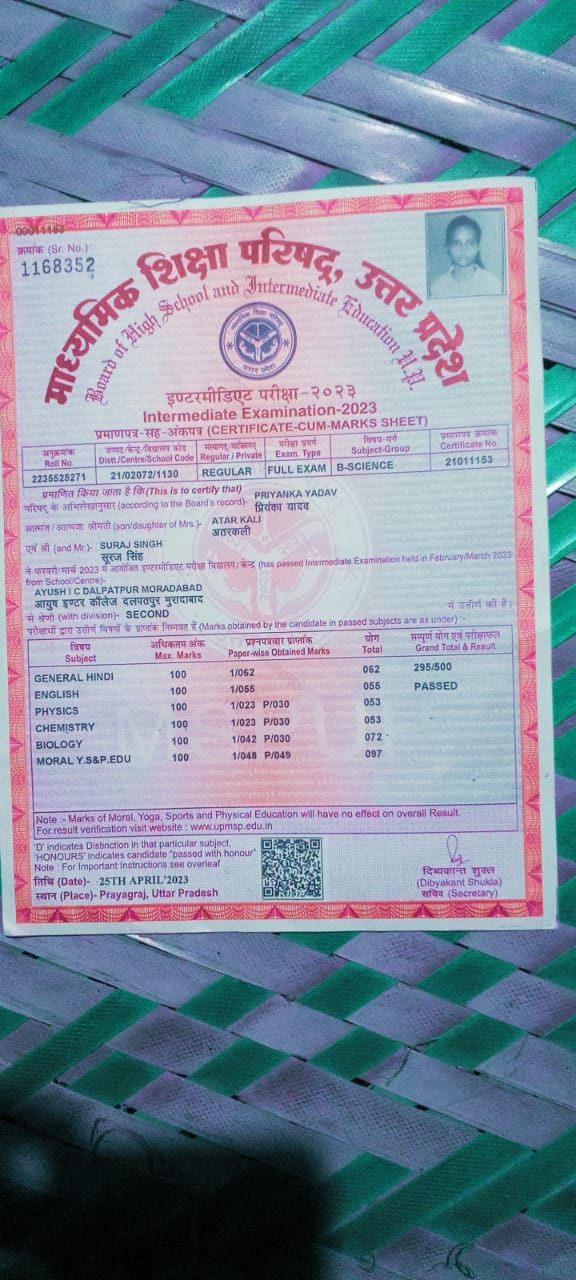 00011153
क्रमांक (Sr. No.)
1168352
माध्यमिक शिक्षा परिषद्, उत्तर प्रदेश
Board of High School and Intermediate Education U.P.
इण्टरमीडिएट परीक्षा-२०२३
Intermediate Examination-2023
प्रमाणपत्र-सह-अंकपत्र (CERTIFICATE-CUM-MARKS SHEET)
अनुक्रमांक जनपद/केन्द्र/विद्यालय कोड संस्थागत/व्यक्तिगत परीक्षा प्रवर्ग विषय-वर्ग प्रमाणपत्र क्रमांक
Roll No. Distt./Centre/School Code Regular / Private Exam. Type Subject-Group Certificate No.
2235525271 21/02072/1130 REGULAR FULL EXAM B-SCIENCE 21011153
प्रमाणित किया जाता है कि(This is to certify that) PRIYANKA YADAV
परिषद के अभिलेखानुसार (according to the Board's record)- प्रियंका यादव
आत्मज / आत्मजा श्रीमती (son/daughter of Mrs.)- ATAR KALI
अतरकली
एवं श्री (and Mr.)- SURAJ SINGH
सूरज सिंह
ने फरवरी/मार्च 2023 में आयोजित इण्टरमीडिएट परीक्षा विद्यालय/केन्द्र (has passed Intermediate Examination held in February/March 2023
from School/Centre)-
AYUSH I C DALPATPUR MORADABAD
आयुष इण्टर कॉलेज दलपतपुर मुरादाबाद
से श्रेणी (with division)- SECOND में उत्तीर्ण की है।
परीक्षार्थी द्वारा उत्तीर्ण विषयों के प्राप्तांक निम्नवत हैं (Marks obtained by the candidate in passed subjects are as under) :-
विषय अधिकतम अंक प्रश्नपत्रवार प्राप्तांक योग सम्पूर्ण योग एवं परीक्षाफल
Subject Max. Marks Paper-wise Obtained Marks Total Grand Total & Result
GENERAL HINDI 100 1/062 062 295/500
ENGLISH 100 1/055 055 PASSED
PHYSICS 100 1/023 P/030 053
CHEMISTRY 100 1/023 P/030 053
BIOLOGY 100 1/042 P/030 072
MORAL Y.S&P.EDU 100 1/048 P/049 097
Note :- Marks of Moral, Yoga, Sports and Physical Education will have no effect on overall Result.
For result verification visit website : www.upmsp.edu.in
'D' indicates Distinction in that particular subject,
'HONOURS' indicates candidate "passed with honour"
Note : For Important Instructions see overleaf
तिथि (Date)- 25TH APRIL'2023
स्थान (Place)- Prayagraj, Uttar Pradesh
दिब्यकान्त शुक्ल
(Dibyakant Shukla)
सचिव (Secretary)